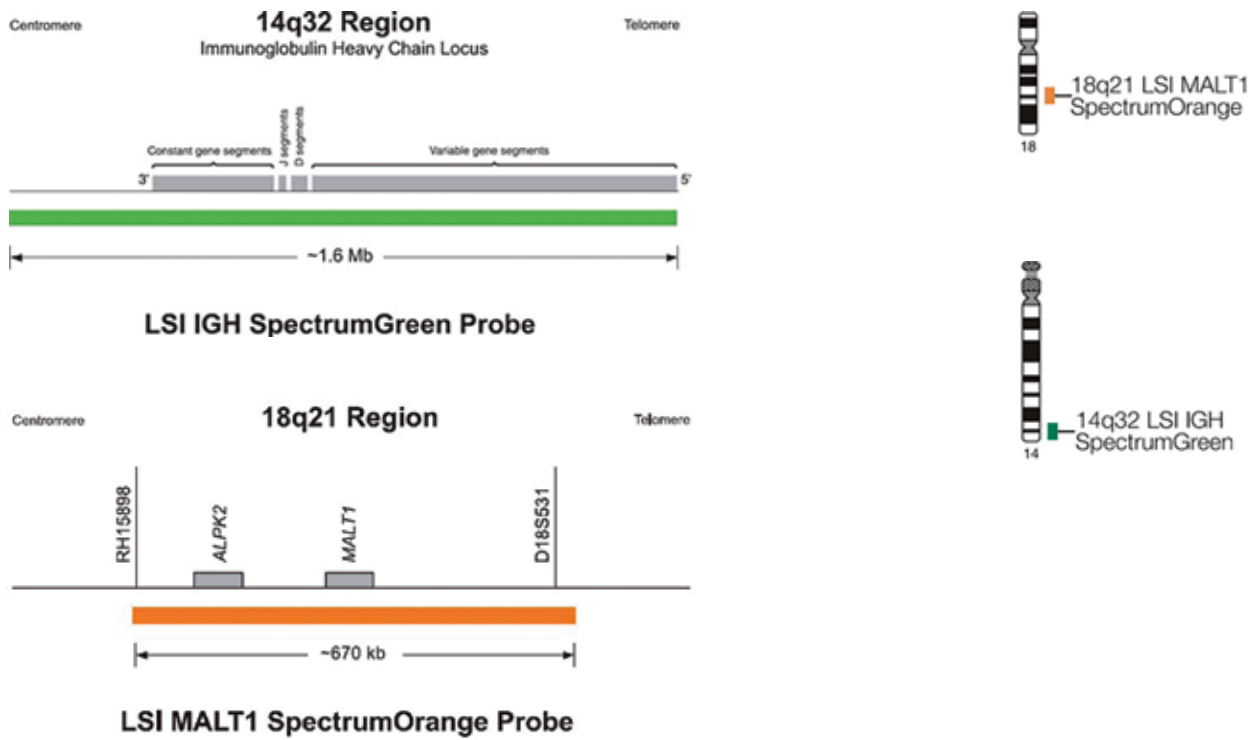 Centromere
14q32 Region
Telomere
Immunoglobulin Heavy Chain Locus
Constant gene segments
J segments
D segments
Variable gene segments
3'
5'
~1.6 Mb
LSI IGH SpectrumGreen Probe
Centromere
18q21 Region
Telomere
RH15898
ALPK2
MALT1
D18S531
~670 kb
LSI MALT1 SpectrumOrange Probe
18q21 LSI MALT1
SpectrumOrange
18
14q32 LSI IGH
SpectrumGreen
14